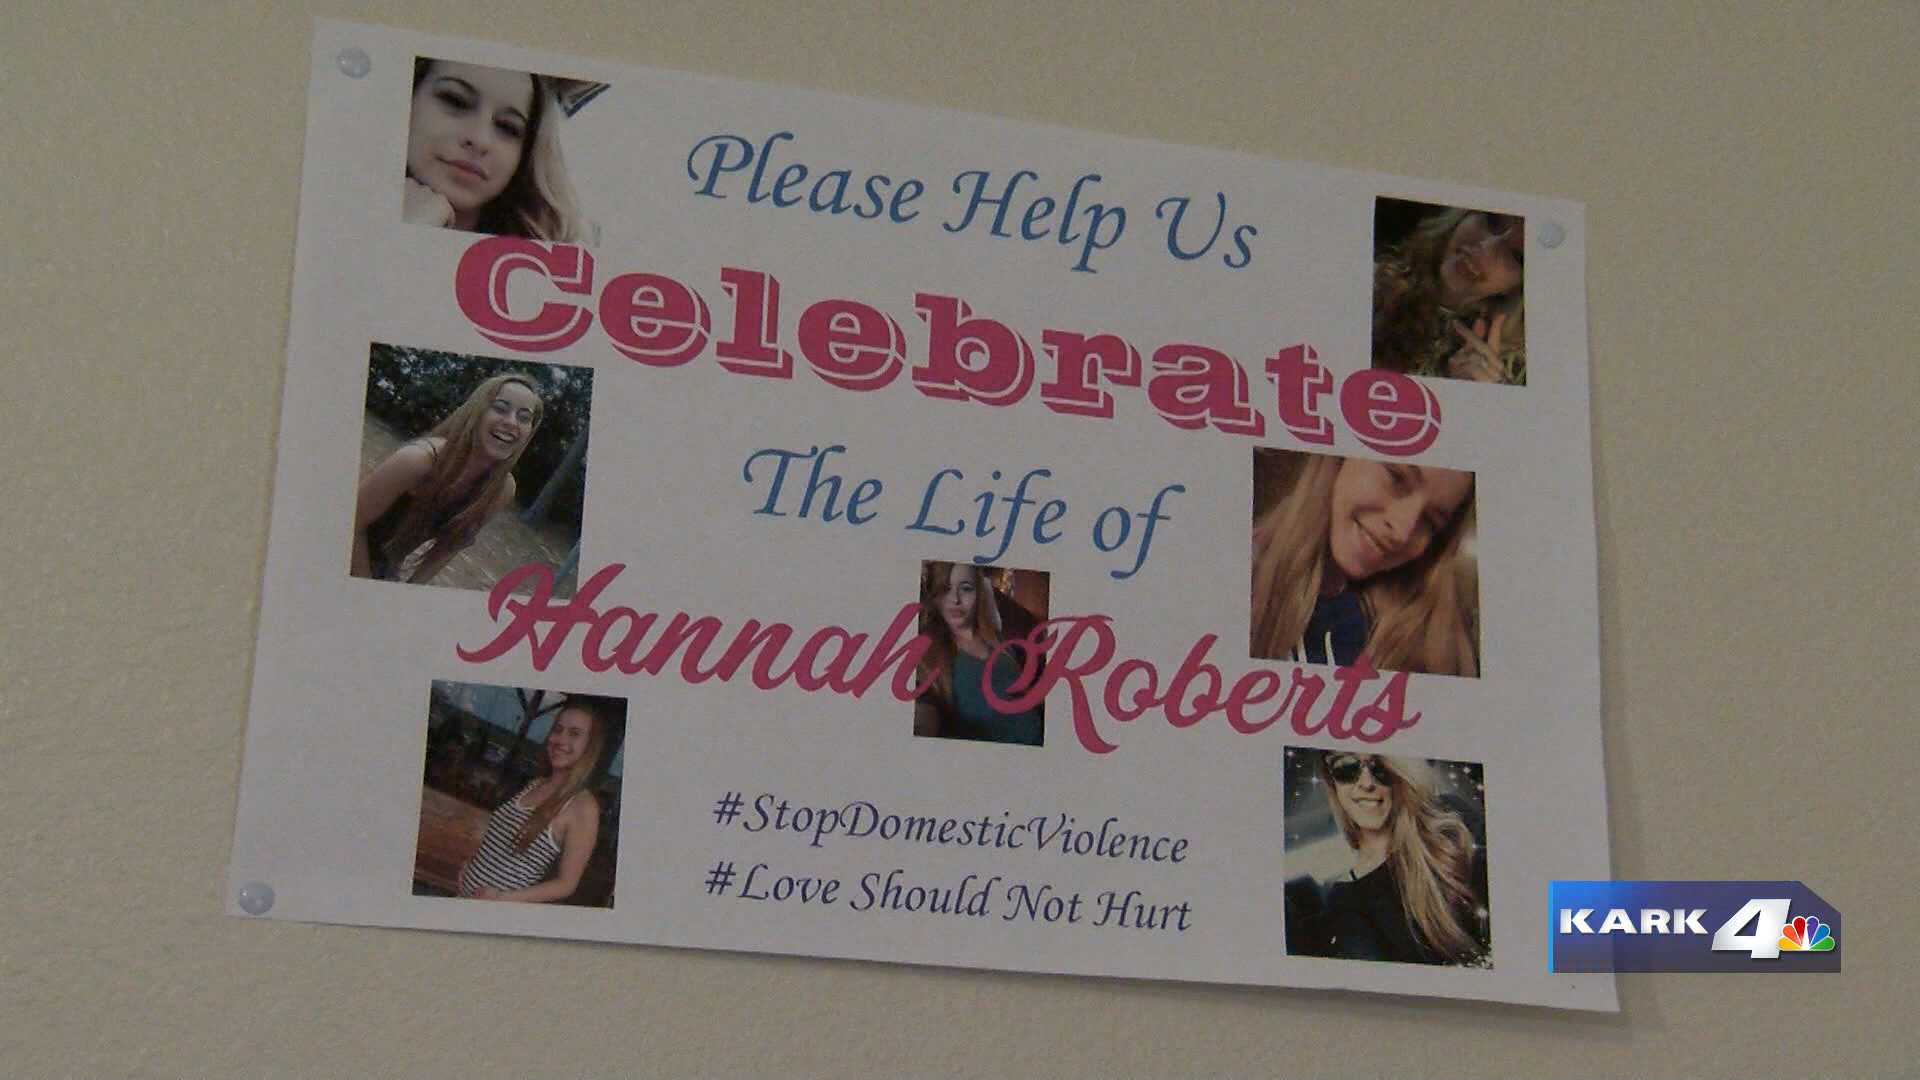 Please Help Us
Celebrate
The Life of
Hannah Roberts
#StopDomesticViolence
#Love Should Not Hurt
KARK 4